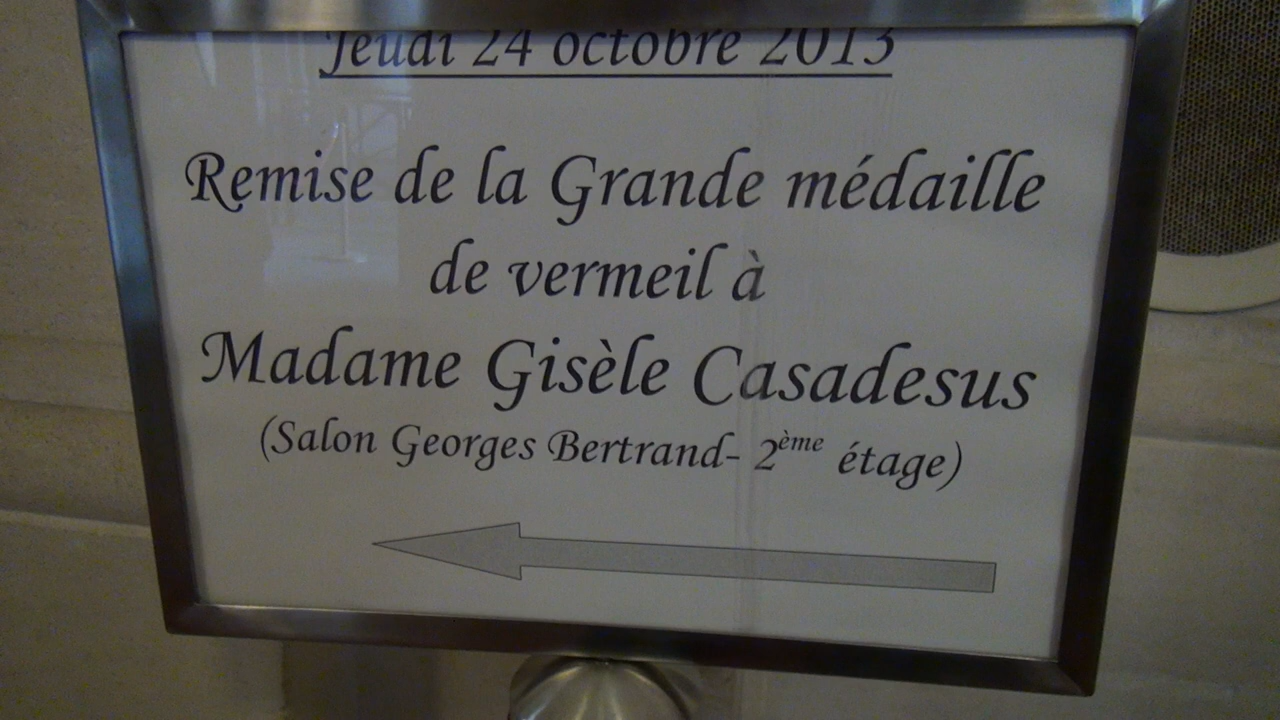 Jeudi 24 octobre 2013
Remise de la Grande médaille
de vermeil à
Madame Gisèle Casadesus
(Salon Georges Bertrand- 2ème étage)